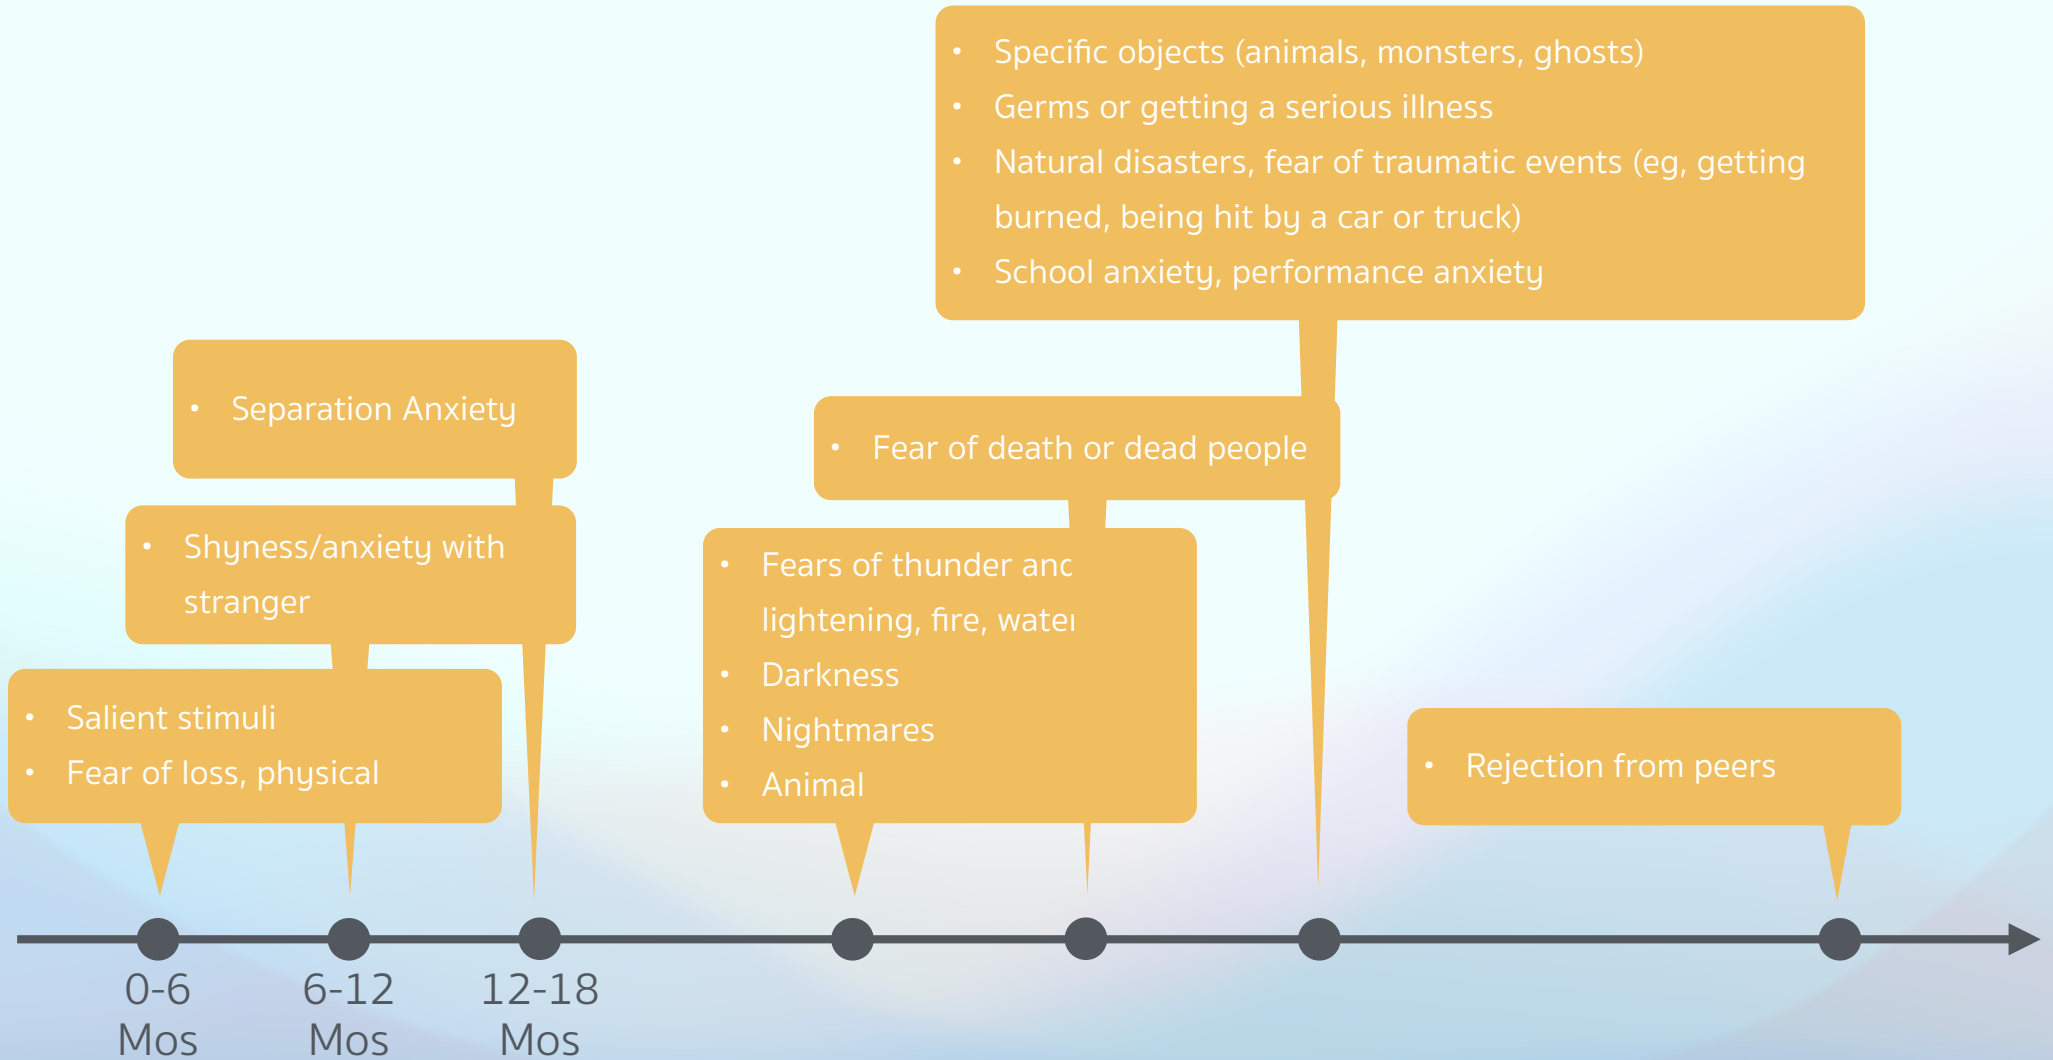 • Specific objects (animals, monsters, ghosts)
• Germs or getting a serious illness
• Natural disasters, fear of traumatic events (eg, getting
burned, being hit by a car or truck)
• School anxiety, performance anxiety
• Separation Anxiety
• Fear of death or dead people
• Shyness/anxiety with
stranger
• Fears of thunder and
lightening, fire, water
• Darkness
• Nightmares
• Animal
• Salient stimuli
• Fear of loss, physical
• Rejection from peers
0-6
Mos
6-12
Mos
12-18
Mos